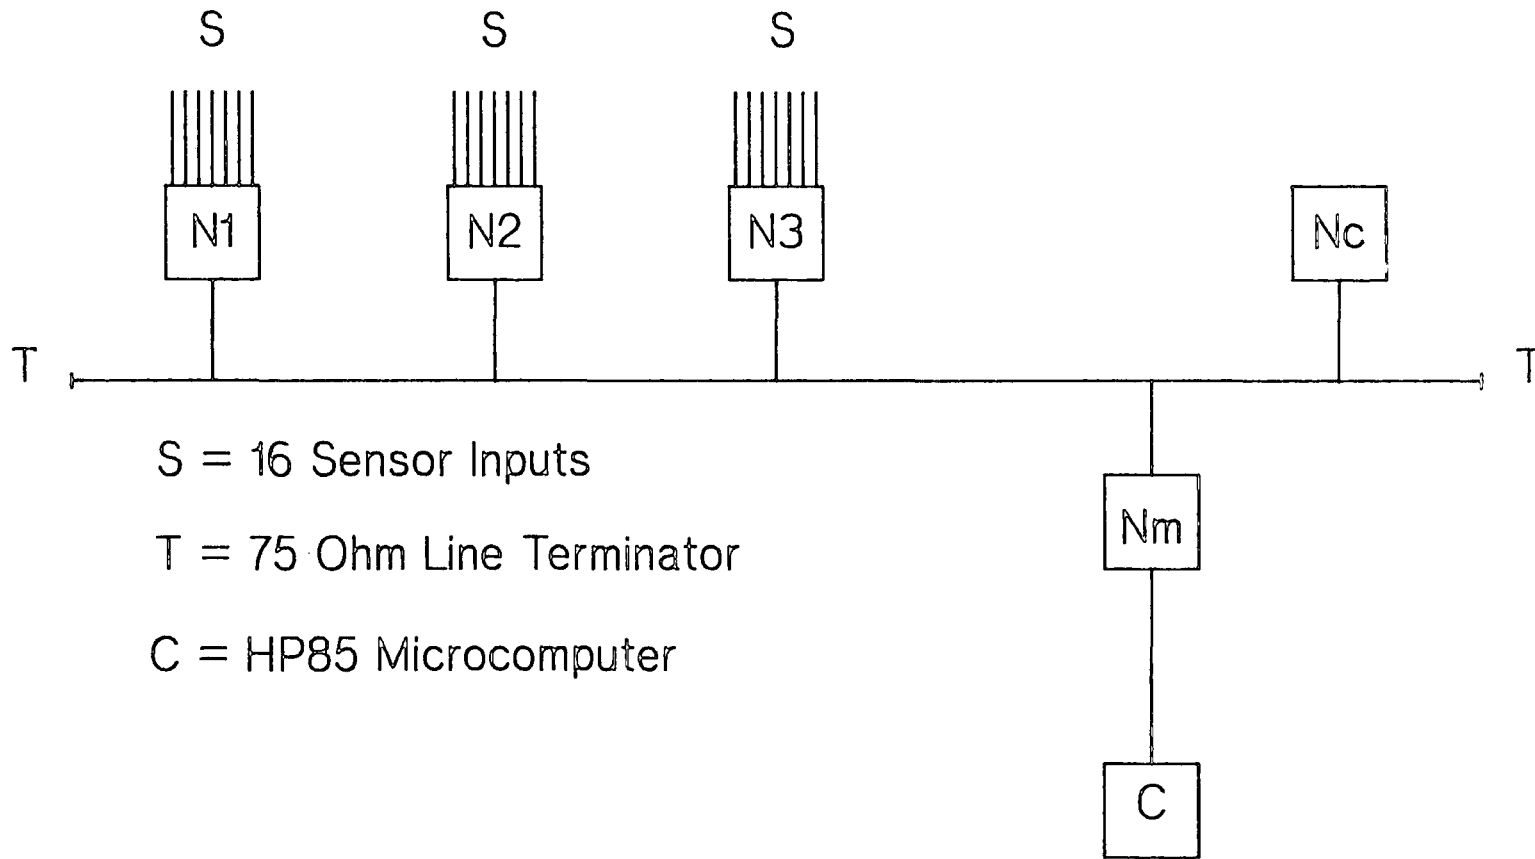 S S S
N1 N2 N3 Nc
T T
S = 16 Sensor Inputs
Nm
T = 75 Ohm Line Terminator
C = HP85 Microcomputer
C